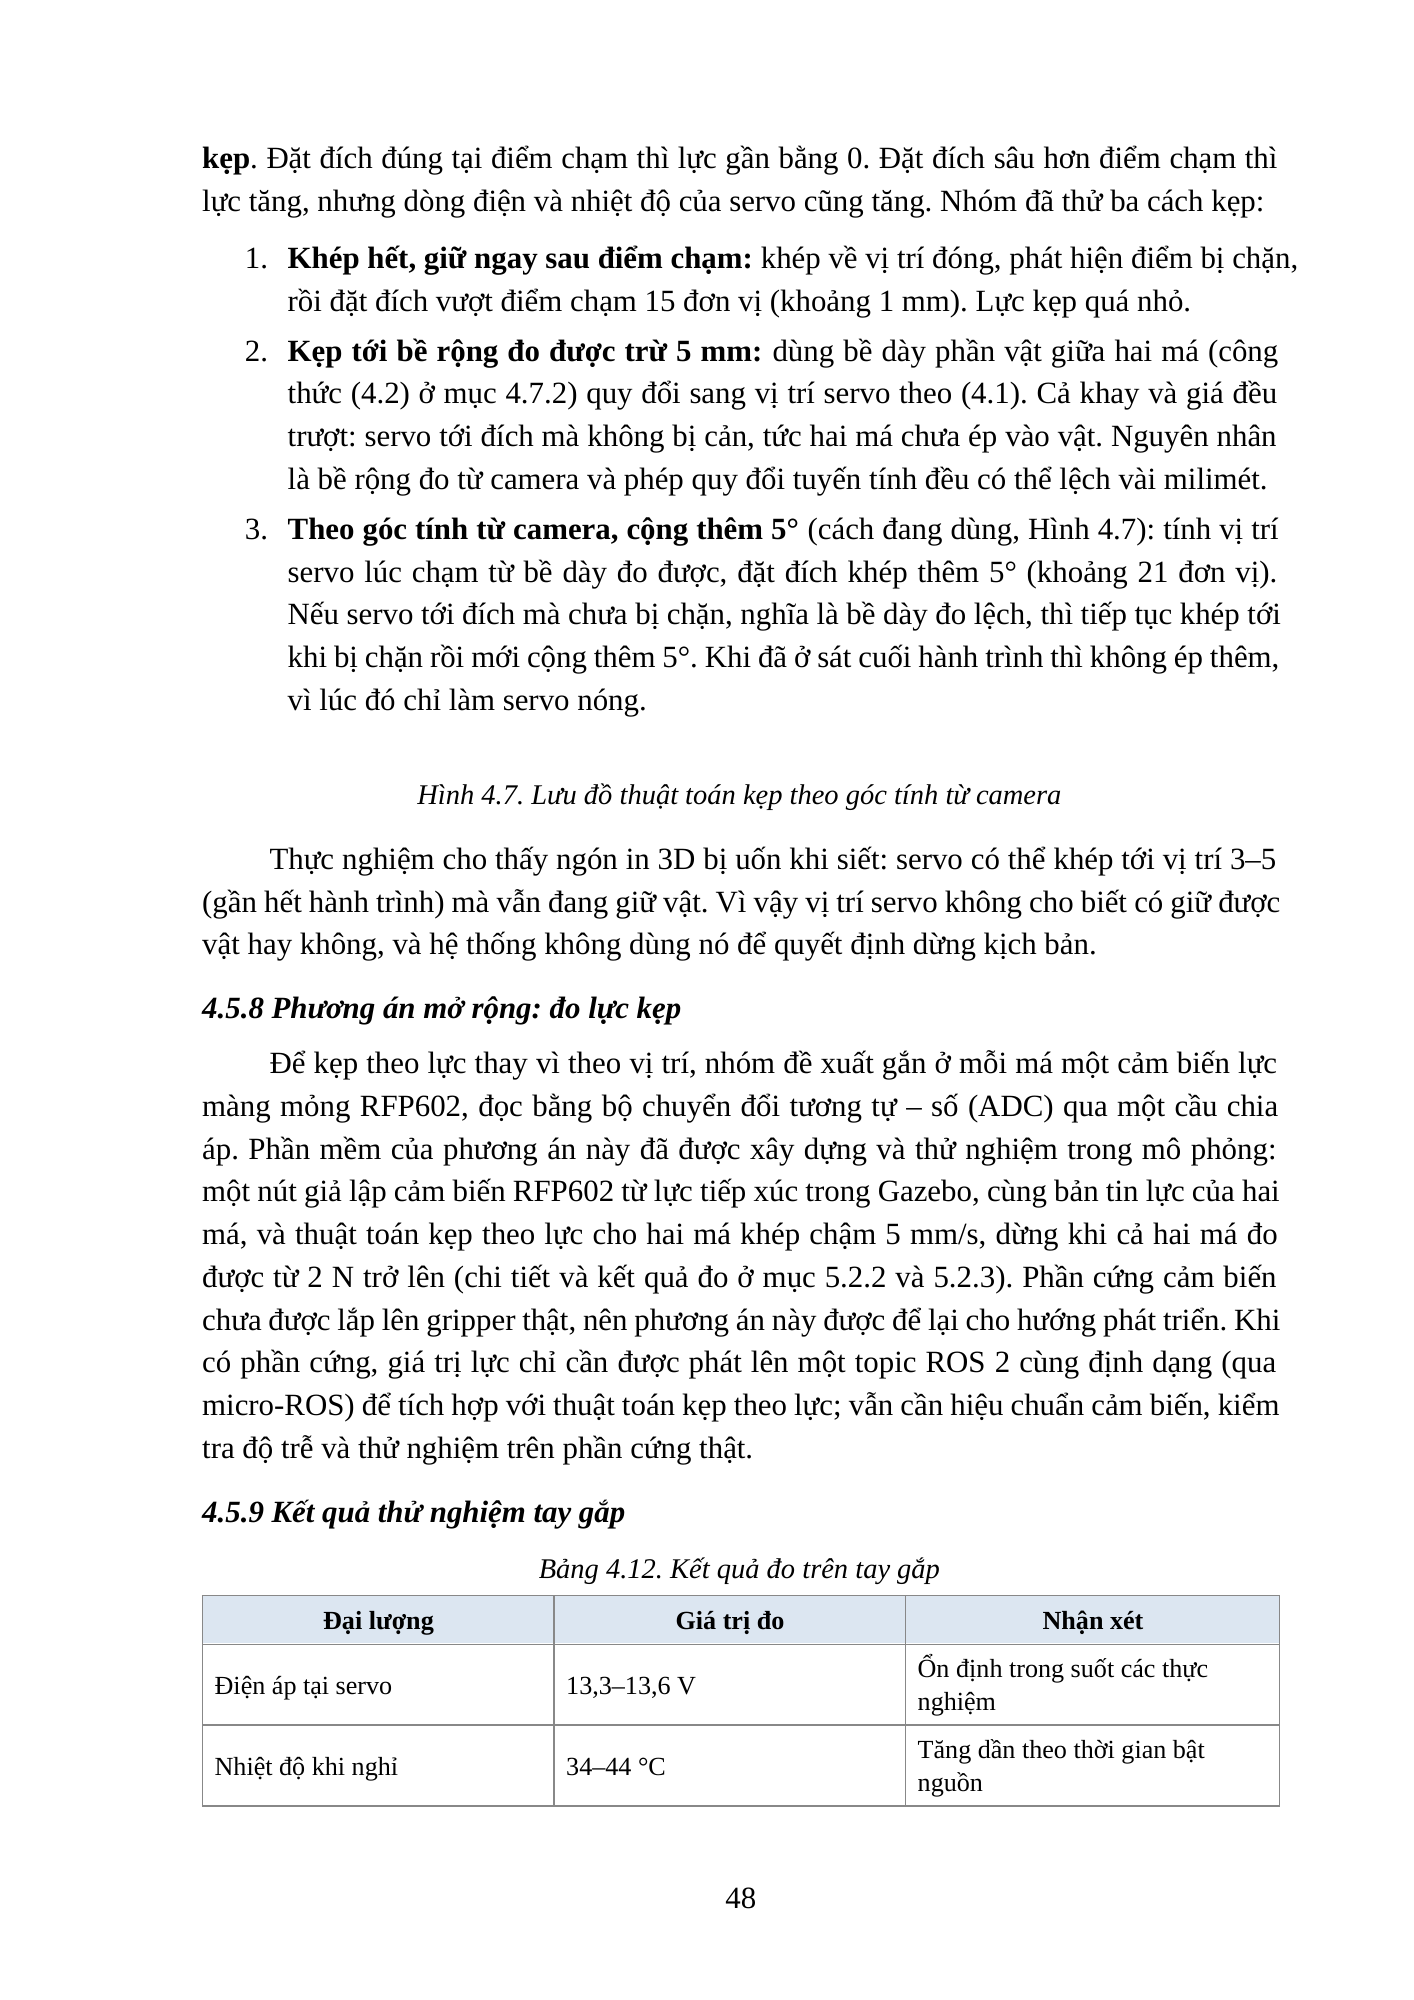 kẹp. Đặt đích đúng tại điểm chạm thì lực gần bằng 0. Đặt đích sâu hơn điểm chạm thì
lực tăng, nhưng dòng điện và nhiệt độ của servo cũng tăng. Nhóm đã thử ba cách kẹp:
1. Khép hết, giữ ngay sau điểm chạm: khép về vị trí đóng, phát hiện điểm bị chặn,
rồi đặt đích vượt điểm chạm 15 đơn vị (khoảng 1 mm). Lực kẹp quá nhỏ.
2. Kẹp tới bề rộng đo được trừ 5 mm: dùng bề dày phần vật giữa hai má (công
thức (4.2) ở mục 4.7.2) quy đổi sang vị trí servo theo (4.1). Cả khay và giá đều
trượt: servo tới đích mà không bị cản, tức hai má chưa ép vào vật. Nguyên nhân
là bề rộng đo từ camera và phép quy đổi tuyến tính đều có thể lệch vài milimét.
3. Theo góc tính từ camera, cộng thêm 5° (cách đang dùng, Hình 4.7): tính vị trí
servo lúc chạm từ bề dày đo được, đặt đích khép thêm 5° (khoảng 21 đơn vị).
Nếu servo tới đích mà chưa bị chặn, nghĩa là bề dày đo lệch, thì tiếp tục khép tới
khi bị chặn rồi mới cộng thêm 5°. Khi đã ở sát cuối hành trình thì không ép thêm,
vì lúc đó chỉ làm servo nóng.
Hình 4.7. Lưu đồ thuật toán kẹp theo góc tính từ camera
Thực nghiệm cho thấy ngón in 3D bị uốn khi siết: servo có thể khép tới vị trí 3–5
(gần hết hành trình) mà vẫn đang giữ vật. Vì vậy vị trí servo không cho biết có giữ được
vật hay không, và hệ thống không dùng nó để quyết định dừng kịch bản.
4.5.8 Phương án mở rộng: đo lực kẹp
Để kẹp theo lực thay vì theo vị trí, nhóm đề xuất gắn ở mỗi má một cảm biến lực
màng mỏng RFP602, đọc bằng bộ chuyển đổi tương tự – số (ADC) qua một cầu chia
áp. Phần mềm của phương án này đã được xây dựng và thử nghiệm trong mô phỏng:
một nút giả lập cảm biến RFP602 từ lực tiếp xúc trong Gazebo, cùng bản tin lực của hai
má, và thuật toán kẹp theo lực cho hai má khép chậm 5 mm/s, dừng khi cả hai má đo
được từ 2 N trở lên (chi tiết và kết quả đo ở mục 5.2.2 và 5.2.3). Phần cứng cảm biến
chưa được lắp lên gripper thật, nên phương án này được để lại cho hướng phát triển. Khi
có phần cứng, giá trị lực chỉ cần được phát lên một topic ROS 2 cùng định dạng (qua
micro-ROS) để tích hợp với thuật toán kẹp theo lực; vẫn cần hiệu chuẩn cảm biến, kiểm
tra độ trễ và thử nghiệm trên phần cứng thật.
4.5.9 Kết quả thử nghiệm tay gắp
Bảng 4.12. Kết quả đo trên tay gắp
Đại lượng Giá trị đo Nhận xét
Điện áp tại servo 13,3–13,6 V Ổn định trong suốt các thực
nghiệm
Nhiệt độ khi nghỉ 34–44 °C Tăng dần theo thời gian bật
nguồn
48